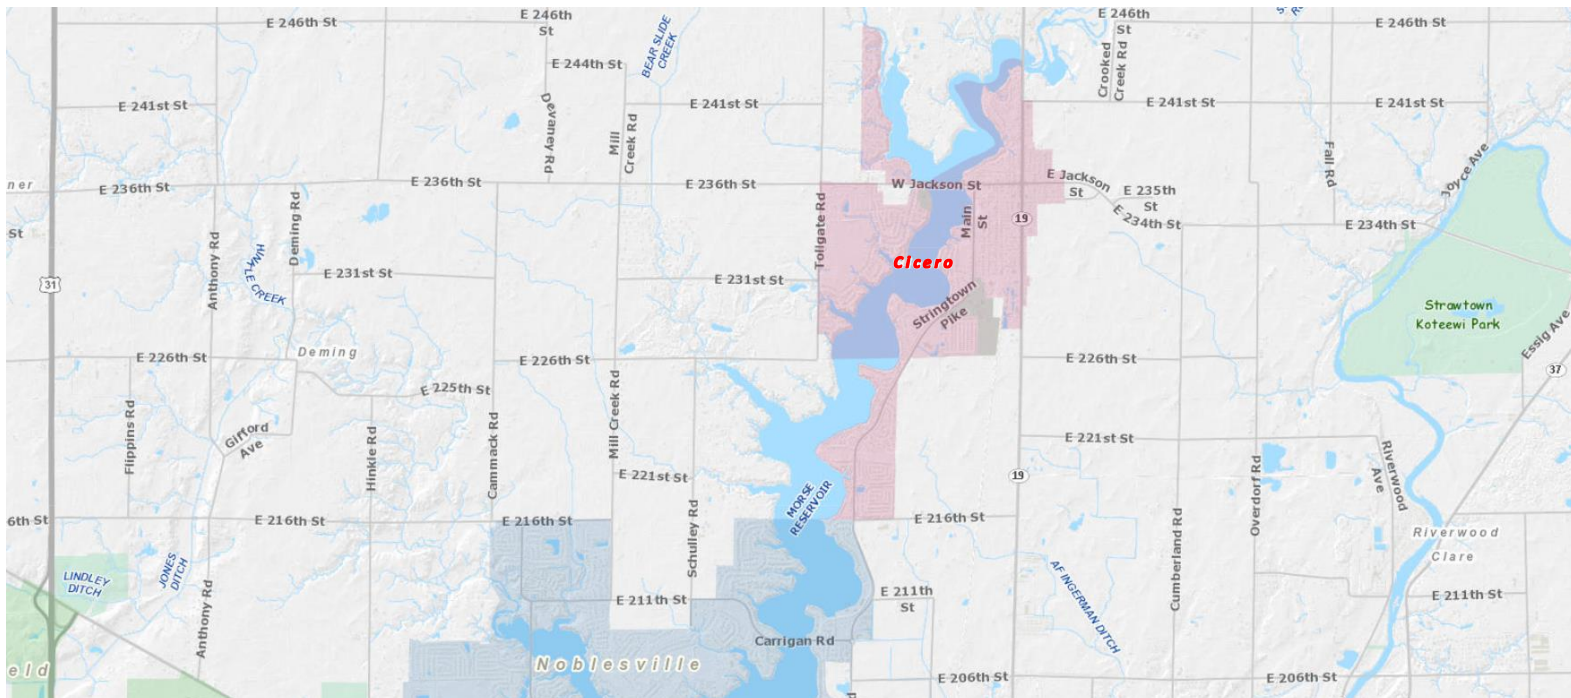 E 246th St
E 246th
St
BEAR SLIDE
CREEK
E 246th St
E 246th
St
E 246th St
E 244th St
Crooked
Creek Rd
E 241st St
DeVaney Rd
Mill
Creek Rd
E 241st St
E 241st St
E 241st St
Fall Rd
Joyce Ave
ner
E 236th St
E 236th St
E 236th St
W Jackson St
E Jackson
St
E 235th
St
E 234th St
E 234th St
St
Anthony Rd
Deming Rd
HINKLE CREEK
Tollgate Rd
Main
St
19
31
E 231st St
E 231st St
Cicero
Stringtown
Pike
Strawtown
Koteewi Park
Essig Ave
37
E 226th St
Deming
E 226th St
E 226th St
E 225th St
Flippins Rd
Gifford
Ave
Hinkle Rd
Cammack Rd
Mill Creek Rd
E 221st St
E 221st St
19
Overdorf Rd
Riverwood
Ave
MORSE
RESERVOIR
6th St
E 216th St
E 216th St
Schulley Rd
E 216th St
Cumberland Rd
Riverwood
Clare
LINDLEY
DITCH
JONES
DITCH
Anthony Rd
E 211th St
E 211th
St
AF INGERMAN DITCH
E 211th St
Carrigan Rd
eld
Noblesville
E 206th St
E 206th St